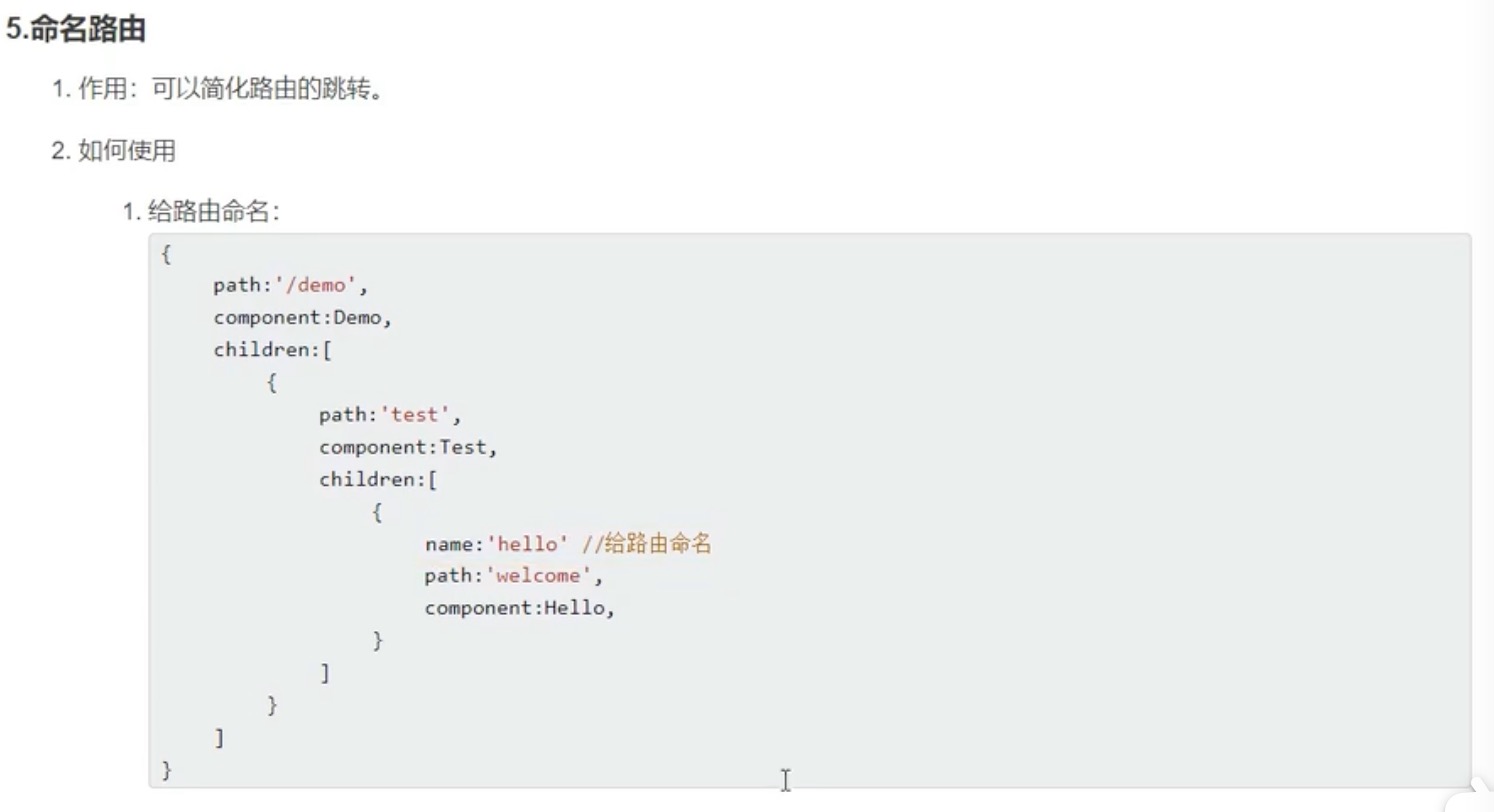 5.命名路由
1. 作用：可以简化路由的跳转。
2. 如何使用
1. 给路由命名：
{
path:'/demo',
component:Demo,
children:[
{
path:'test',
component:Test,
children:[
{
name:'hello' //给路由命名
path:'welcome',
component:Hello,
}
]
}
]
}